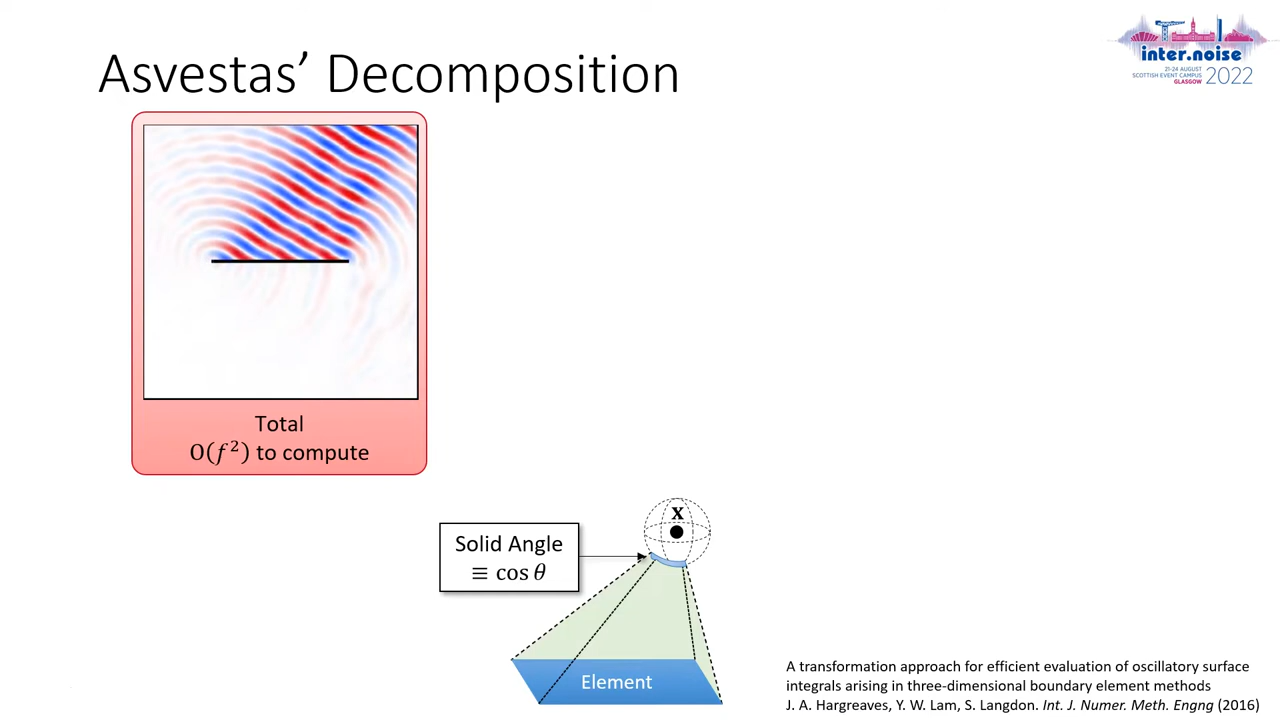 Asvestas’ Decomposition
inter.noise
21-24 AUGUST
SCOTTISH EVENT CAMPUS
GLASGOW 2022
Total
O(f²) to compute
x
Solid Angle
≡ cos θ
Element
A transformation approach for efficient evaluation of oscillatory surface
integrals arising in three-dimensional boundary element methods
J. A. Hargreaves, Y. W. Lam, S. Langdon. Int. J. Numer. Meth. Engng (2016)